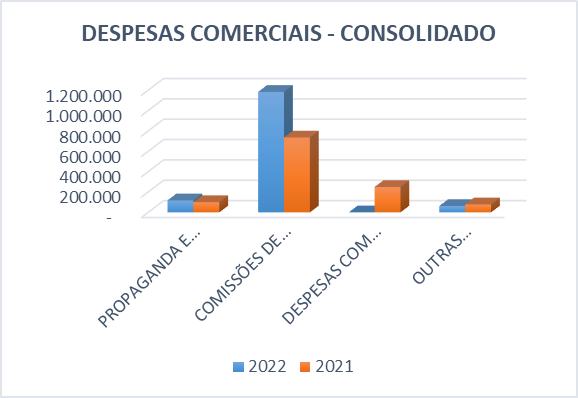 DESPESAS COMERCIAIS - CONSOLIDADO
1.200.000
1.000.000
800.000
600.000
400.000
200.000
-
PROPAGANDA E...
COMISSÕES DE...
DESPESAS COM...
OUTRAS...
2022 2021